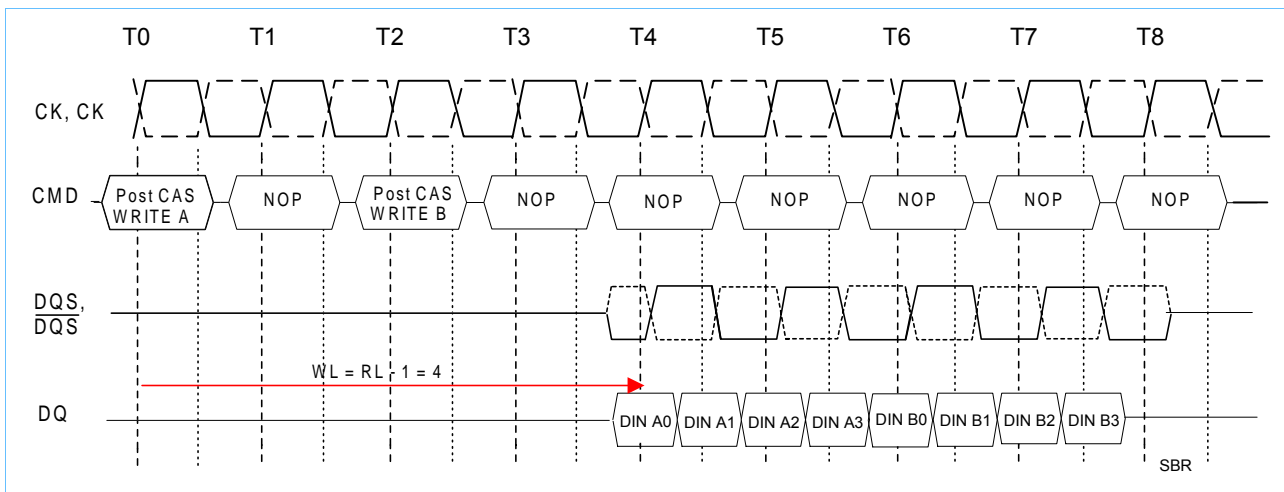 T0 T1 T2 T3 T4 T5 T6 T7 T8
CK, CK
CMD
Post CAS
WRITE A
NOP
Post CAS
WRITE B
NOP
NOP
NOP
NOP
NOP
NOP
DQS,
DQS
WL = RL - 1 = 4
DQ
DIN A0 DIN A1 DIN A2 DIN A3 DIN B0 DIN B1 DIN B2 DIN B3
SBR